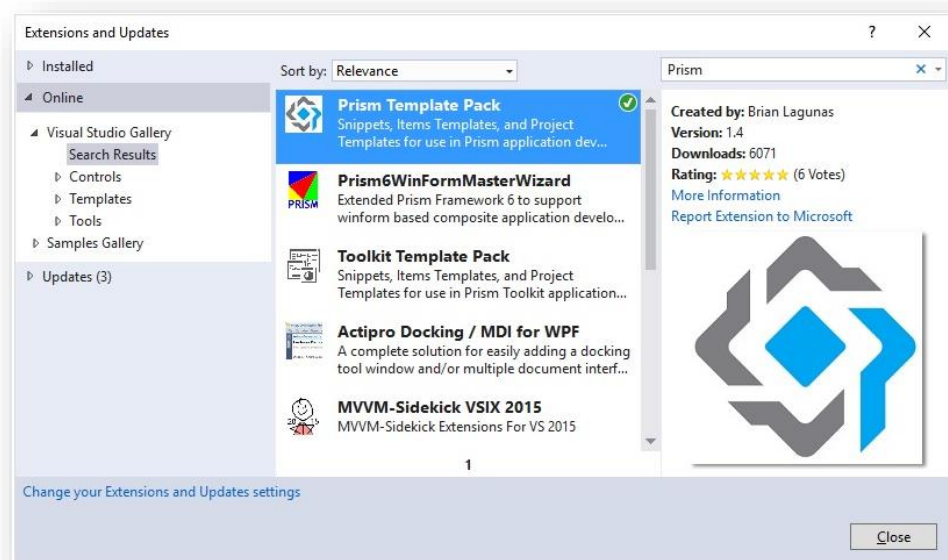 Extensions and Updates
? X
Installed
Online
Visual Studio Gallery
Search Results
Controls
Templates
Tools
Samples Gallery
Updates (3)
Sort by: Relevance
Prism Template Pack
Snippets, Items Templates, and Project
Templates for use in Prism application dev...
PRISM
Prism6WinFormMasterWizard
Extended Prism Framework 6 to support
winform based composite application develo...
Toolkit Template Pack
Snippets, Items Templates, and Project
Templates for use in Prism Toolkit application...
Actipro Docking / MDI for WPF
A complete solution for easily adding a docking
tool window and/or multiple document interf...
MVVM-Sidekick VSIX 2015
MVVM-Sidekick Extensions For VS 2015
1
Prism
Created by: Brian Lagunas
Version: 1.4
Downloads: 6071
Rating: (6 Votes)
More Information
Report Extension to Microsoft
Change your Extensions and Updates settings
Close